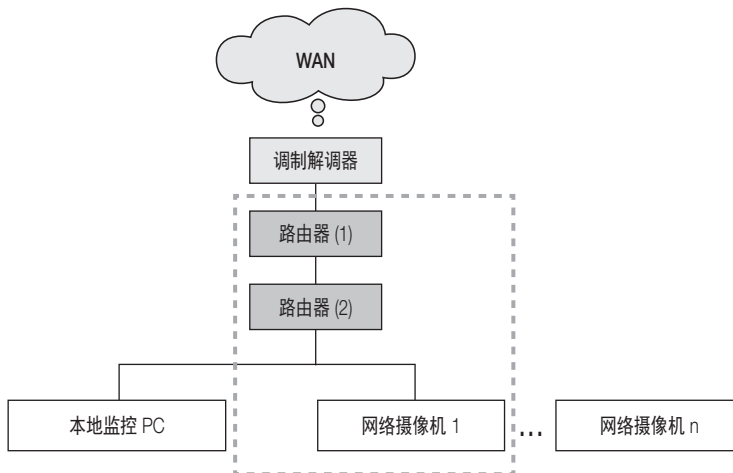 WAN
调制解调器
路由器 (1)
路由器 (2)
本地监控 PC
网络摄像机 1
...
网络摄像机 n